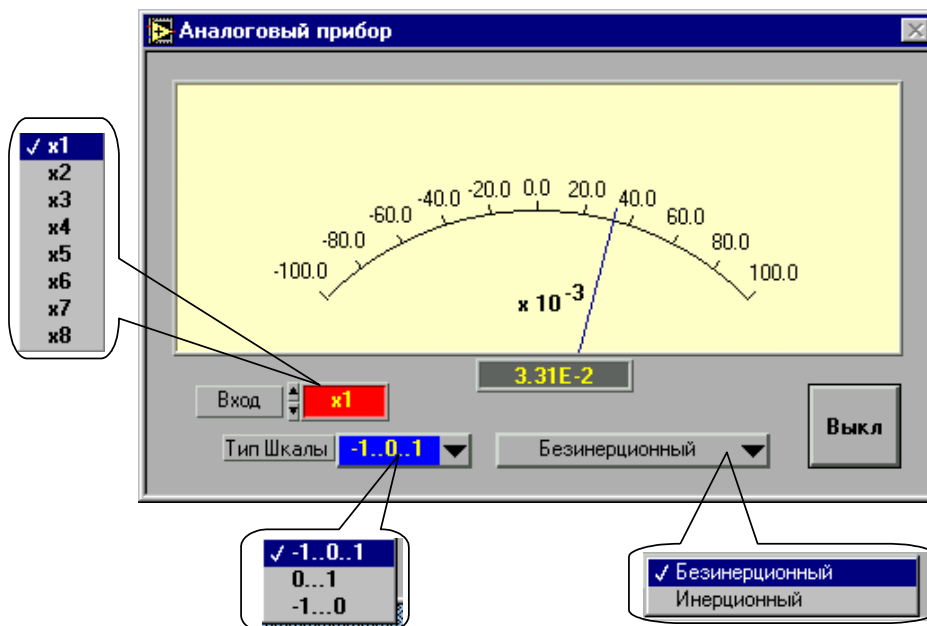 Аналоговый прибор
✓ x1
x2
x3
x4
x5
x6
x7
x8
-100.0
-80.0
-60.0
-40.0
-20.0
0.0
20.0
40.0
60.0
80.0
100.0
x 10 -3
3.31E-2
Вход
x1
Тип Шкалы
-1..0..1
Безинерционный
Выкл
✓ -1..0..1
0...1
-1...0
✓ Безинерционный
Инерционный